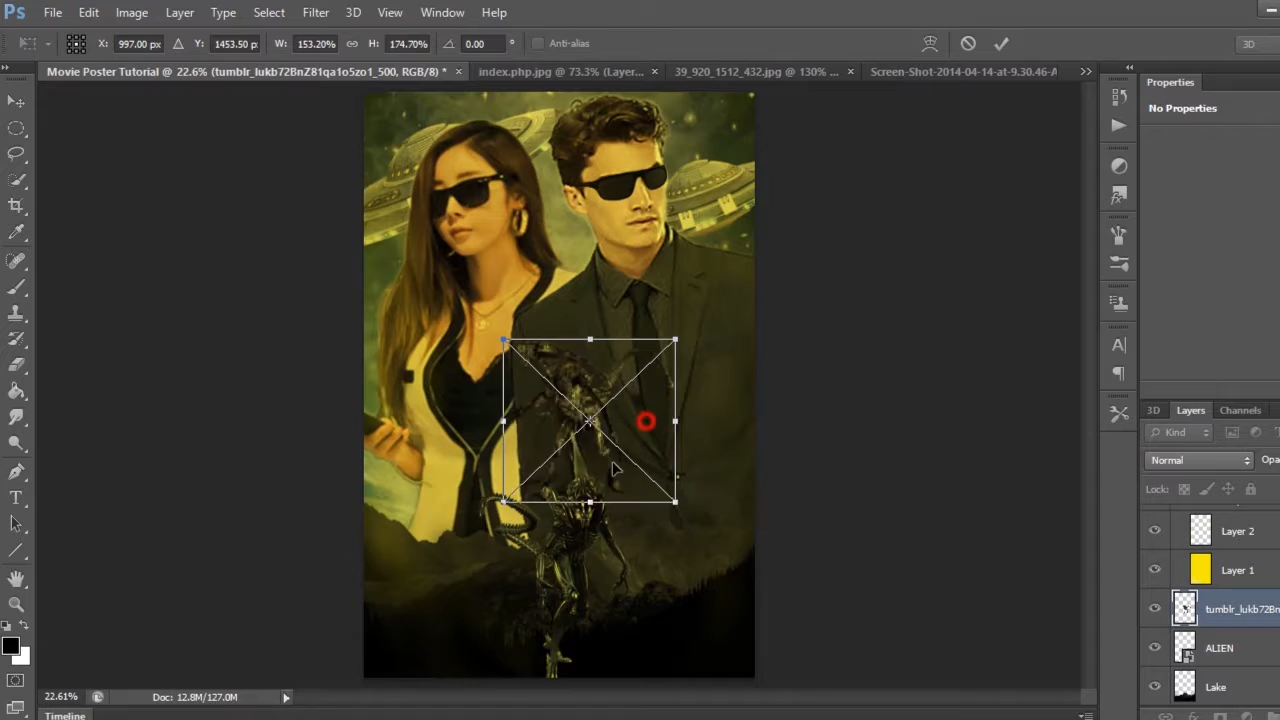 Ps File Edit Image Layer Type Select Filter 3D View Window Help
X: 997.00 px Y: 1453.50 px W: 153.20% H: 174.70% 0.00 ° Anti-alias 3D
Movie Poster Tutorial @ 22.6% (tumblr_lukb72BnZ81qa1o5zo1_500, RGB/8) * × index.php.jpg @ 73.3% (Layer... × 39_920_1512_432.jpg @ 130% ... × Screen-Shot-2014-04-14-at-9.30.46-A
Properties
No Properties
3D Layers Channels
Kind
Normal Opa
Lock:
Layer 2
Layer 1
tumblr_lukb72Bn
ALIEN
Lake
22.61% Doc: 12.8M/127.0M
Timeline